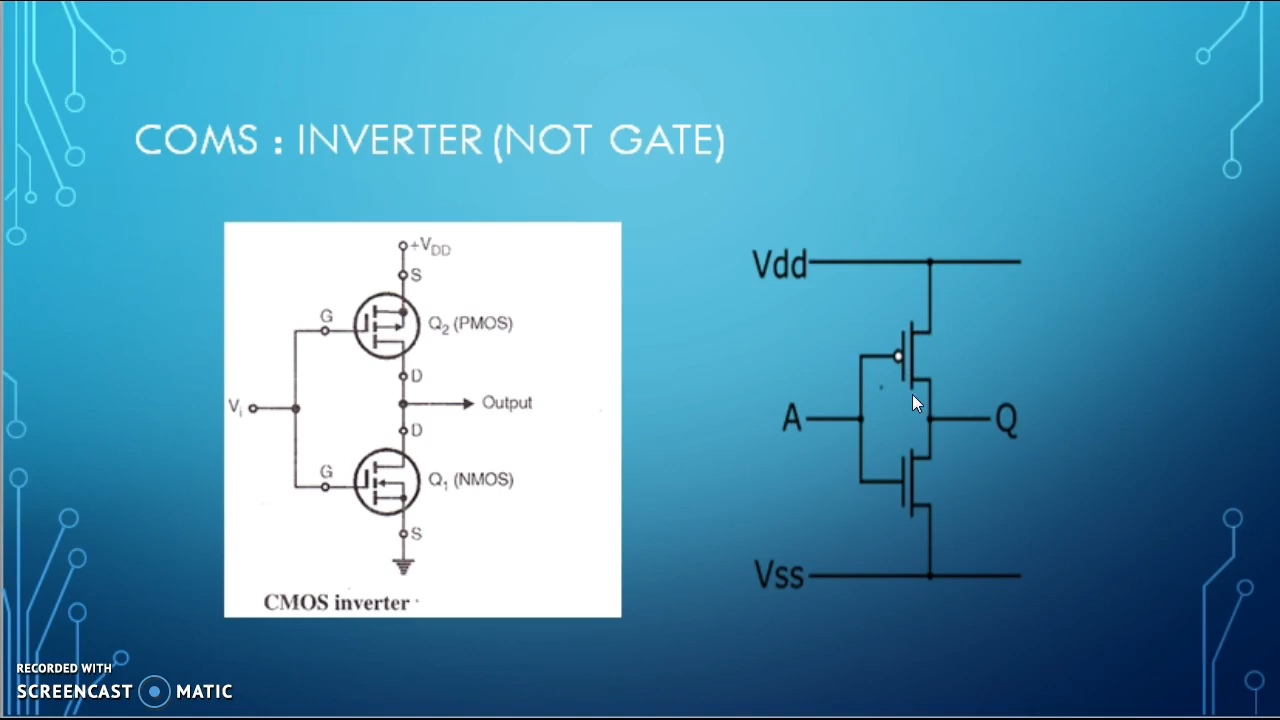 COMS : INVERTER (NOT GATE)
+VDD
S
G
Q2 (PMOS)
D
Vi
Output
D
G
Q1 (NMOS)
S
CMOS inverter
Vdd
A
Q
Vss
RECORDED WITH
SCREENCAST MATIC